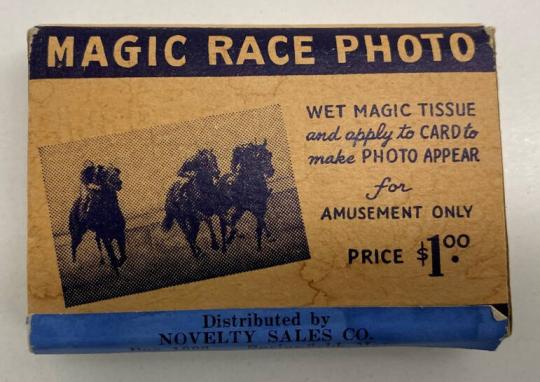 MAGIC RACE PHOTO
WET MAGIC TISSUE
and apply to CARD to
make PHOTO APPEAR
for
AMUSEMENT ONLY
PRICE $1.00
Distributed by
NOVELTY SALES CO.